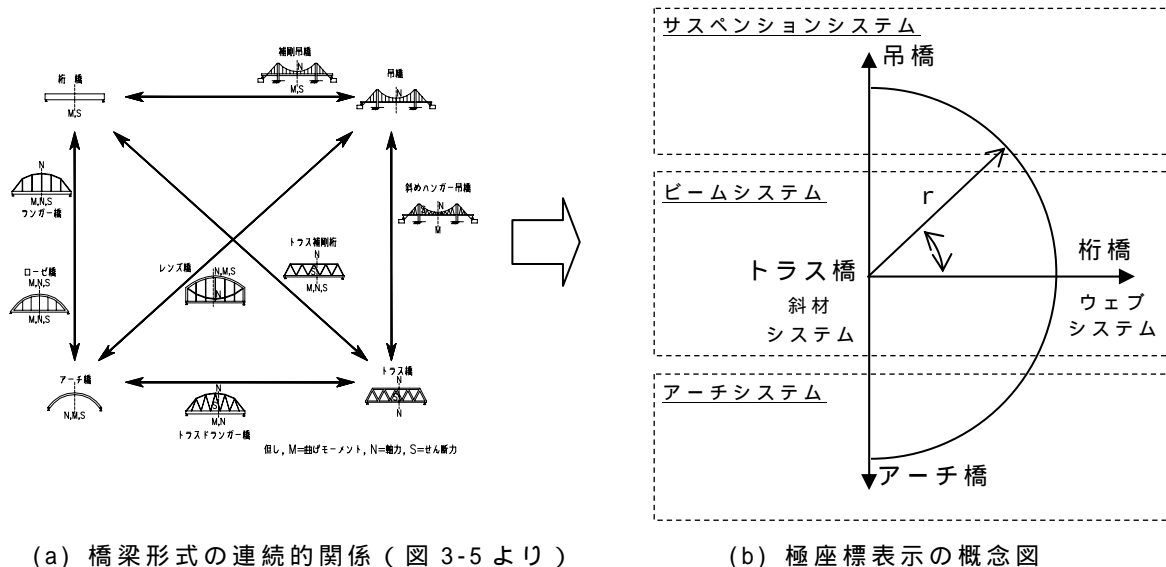 補剛吊橋
N
M,S
桁橋
M,S
吊橋
N
N
M,N,S
ランガー橋
斜めハンガー吊橋
N
M
ローゼ橋
M,N,S
M,N,S
レンズ橋
N,M,S
N
トラス補剛桁
N
S
M,N,S
アーチ橋
N,M,S
N
S
M,N
トラスドランガー橋
トラス橋
N
S
N
但し, M=曲げモーメント, N=軸力, S=せん断力
(a) 橋梁形式の連続的関係(図 3-5 より)
サスペンションシステム
吊橋
ビームシステム
r
トラス橋
斜材
システム
桁橋
ウェブ
システム
アーチシステム
アーチ橋
(b) 極座標表示の概念図